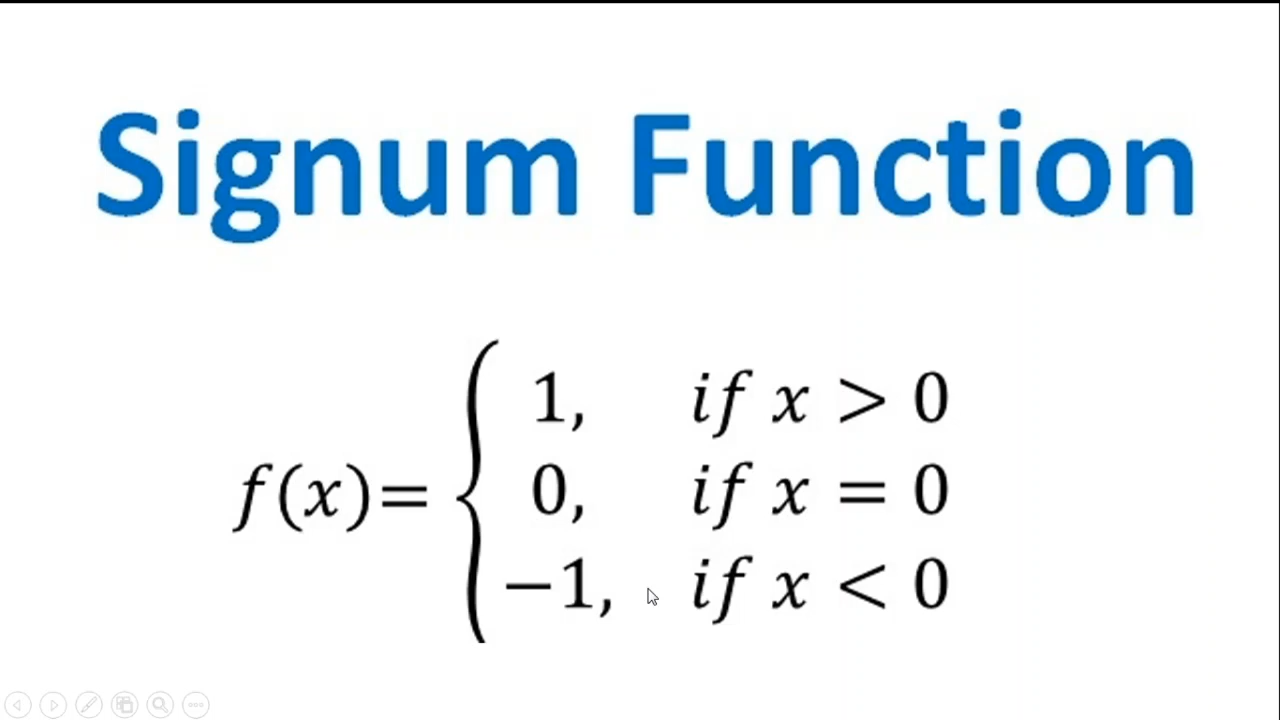 Signum Function
1, if x > 0
f(x)= 0, if x = 0
−1, if x < 0